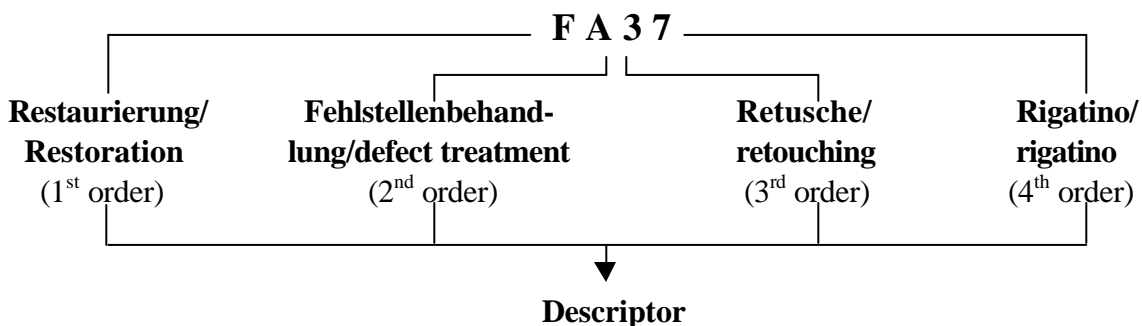 F A 3 7
Restaurierung/ Fehlstellenbehand- Retusche/ Rigatino/
Restoration lung/defect treatment retouching rigatino
(1st order) (2nd order) (3rd order) (4th order)
Descriptor